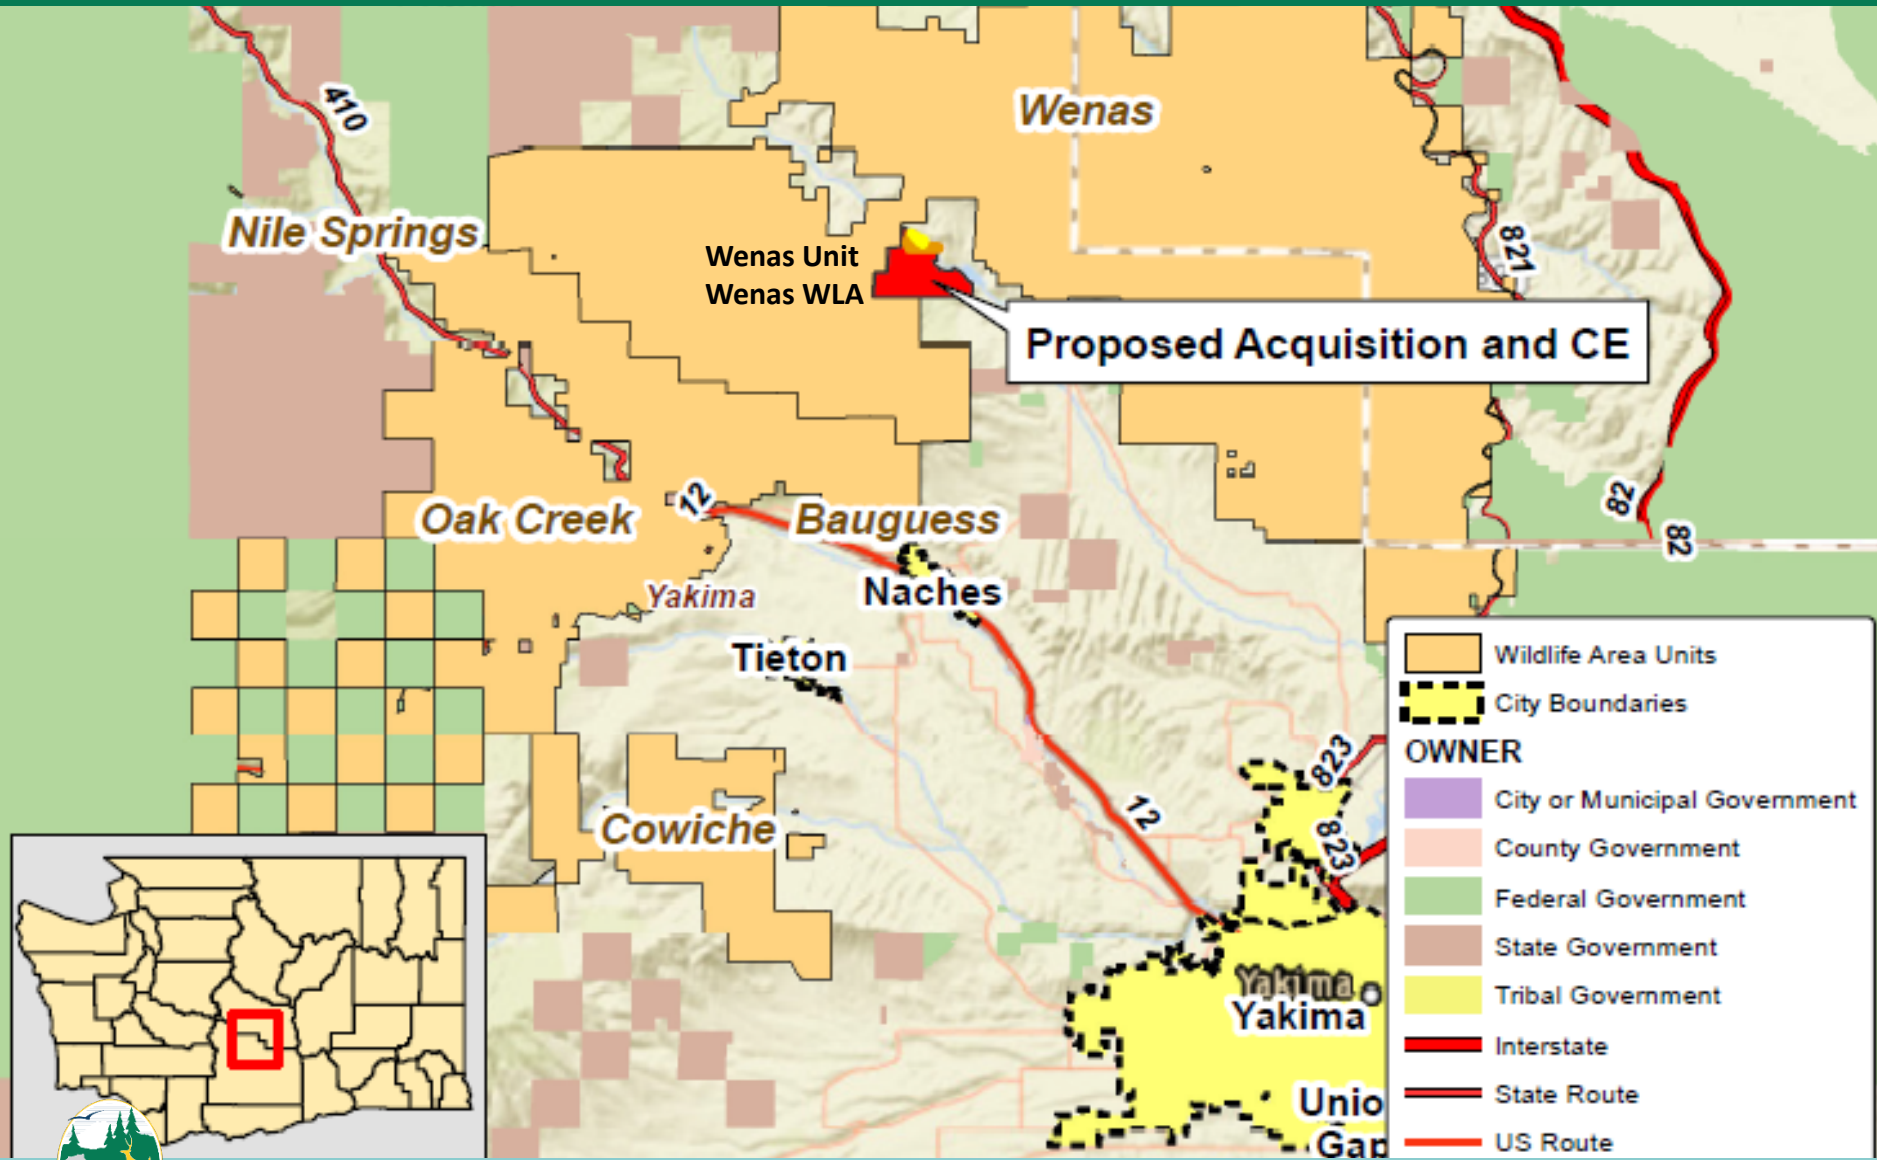 410
Wenas
Nile Springs
821
Wenas Unit
Wenas WLA
Proposed Acquisition and CE
12
Oak Creek
Bauguess
82
82
Naches
Yakima
Tieton
823
12
Cowiche
823
Yakima
Yakima
Unio
Gap
Wildlife Area Units
City Boundaries
OWNER
City or Municipal Government
County Government
Federal Government
State Government
Tribal Government
Interstate
State Route
US Route